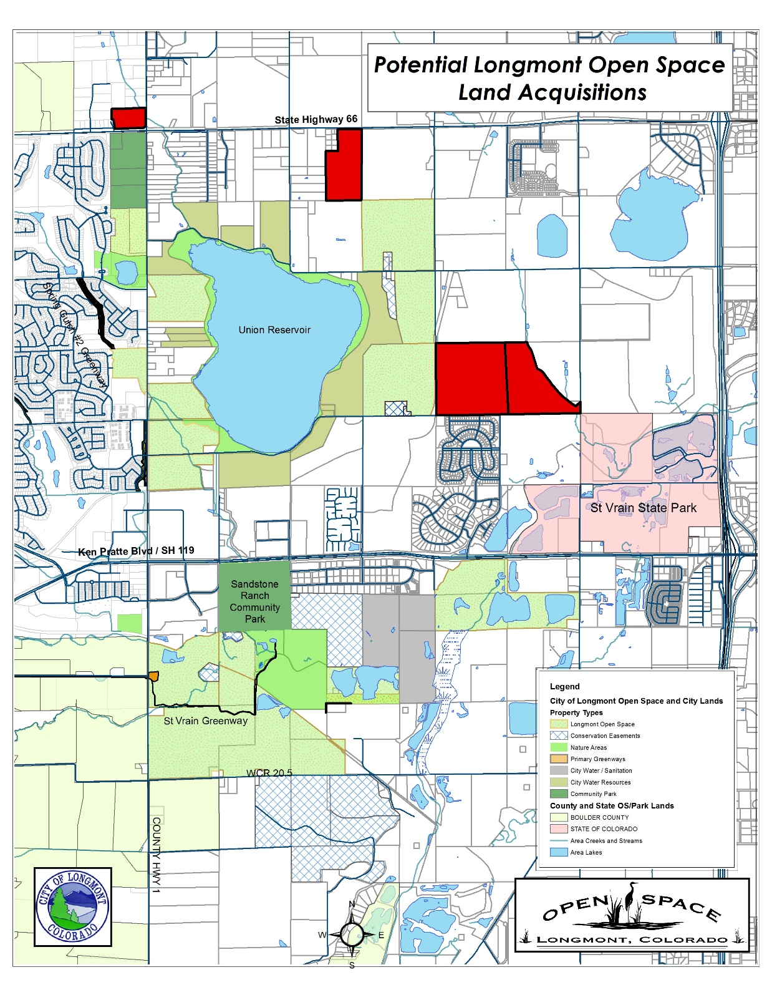 Potential Longmont Open Space
Land Acquisitions
State Highway 66
Spring Gulch #2 Greenway
Union Reservoir
St Vrain State Park
Ken Pratte Blvd / SH 119
Sandstone
Ranch
Community
Park
St Vrain Greenway
WCR 20.5
COUNTY HWY 1
Legend
City of Longmont Open Space and City Lands
Property Types
Longmont Open Space
Conservation Easements
Nature Areas
Primary Greenways
City Water / Sanitation
City Water Resources
Community Park
County and State OS/Park Lands
BOULDER COUNTY
STATE OF COLORADO
Area Creeks and Streams
Area Lakes
CITY OF LONGMONT
COLORADO
N
W
E
S
OPEN SPACE
LONGMONT, COLORADO